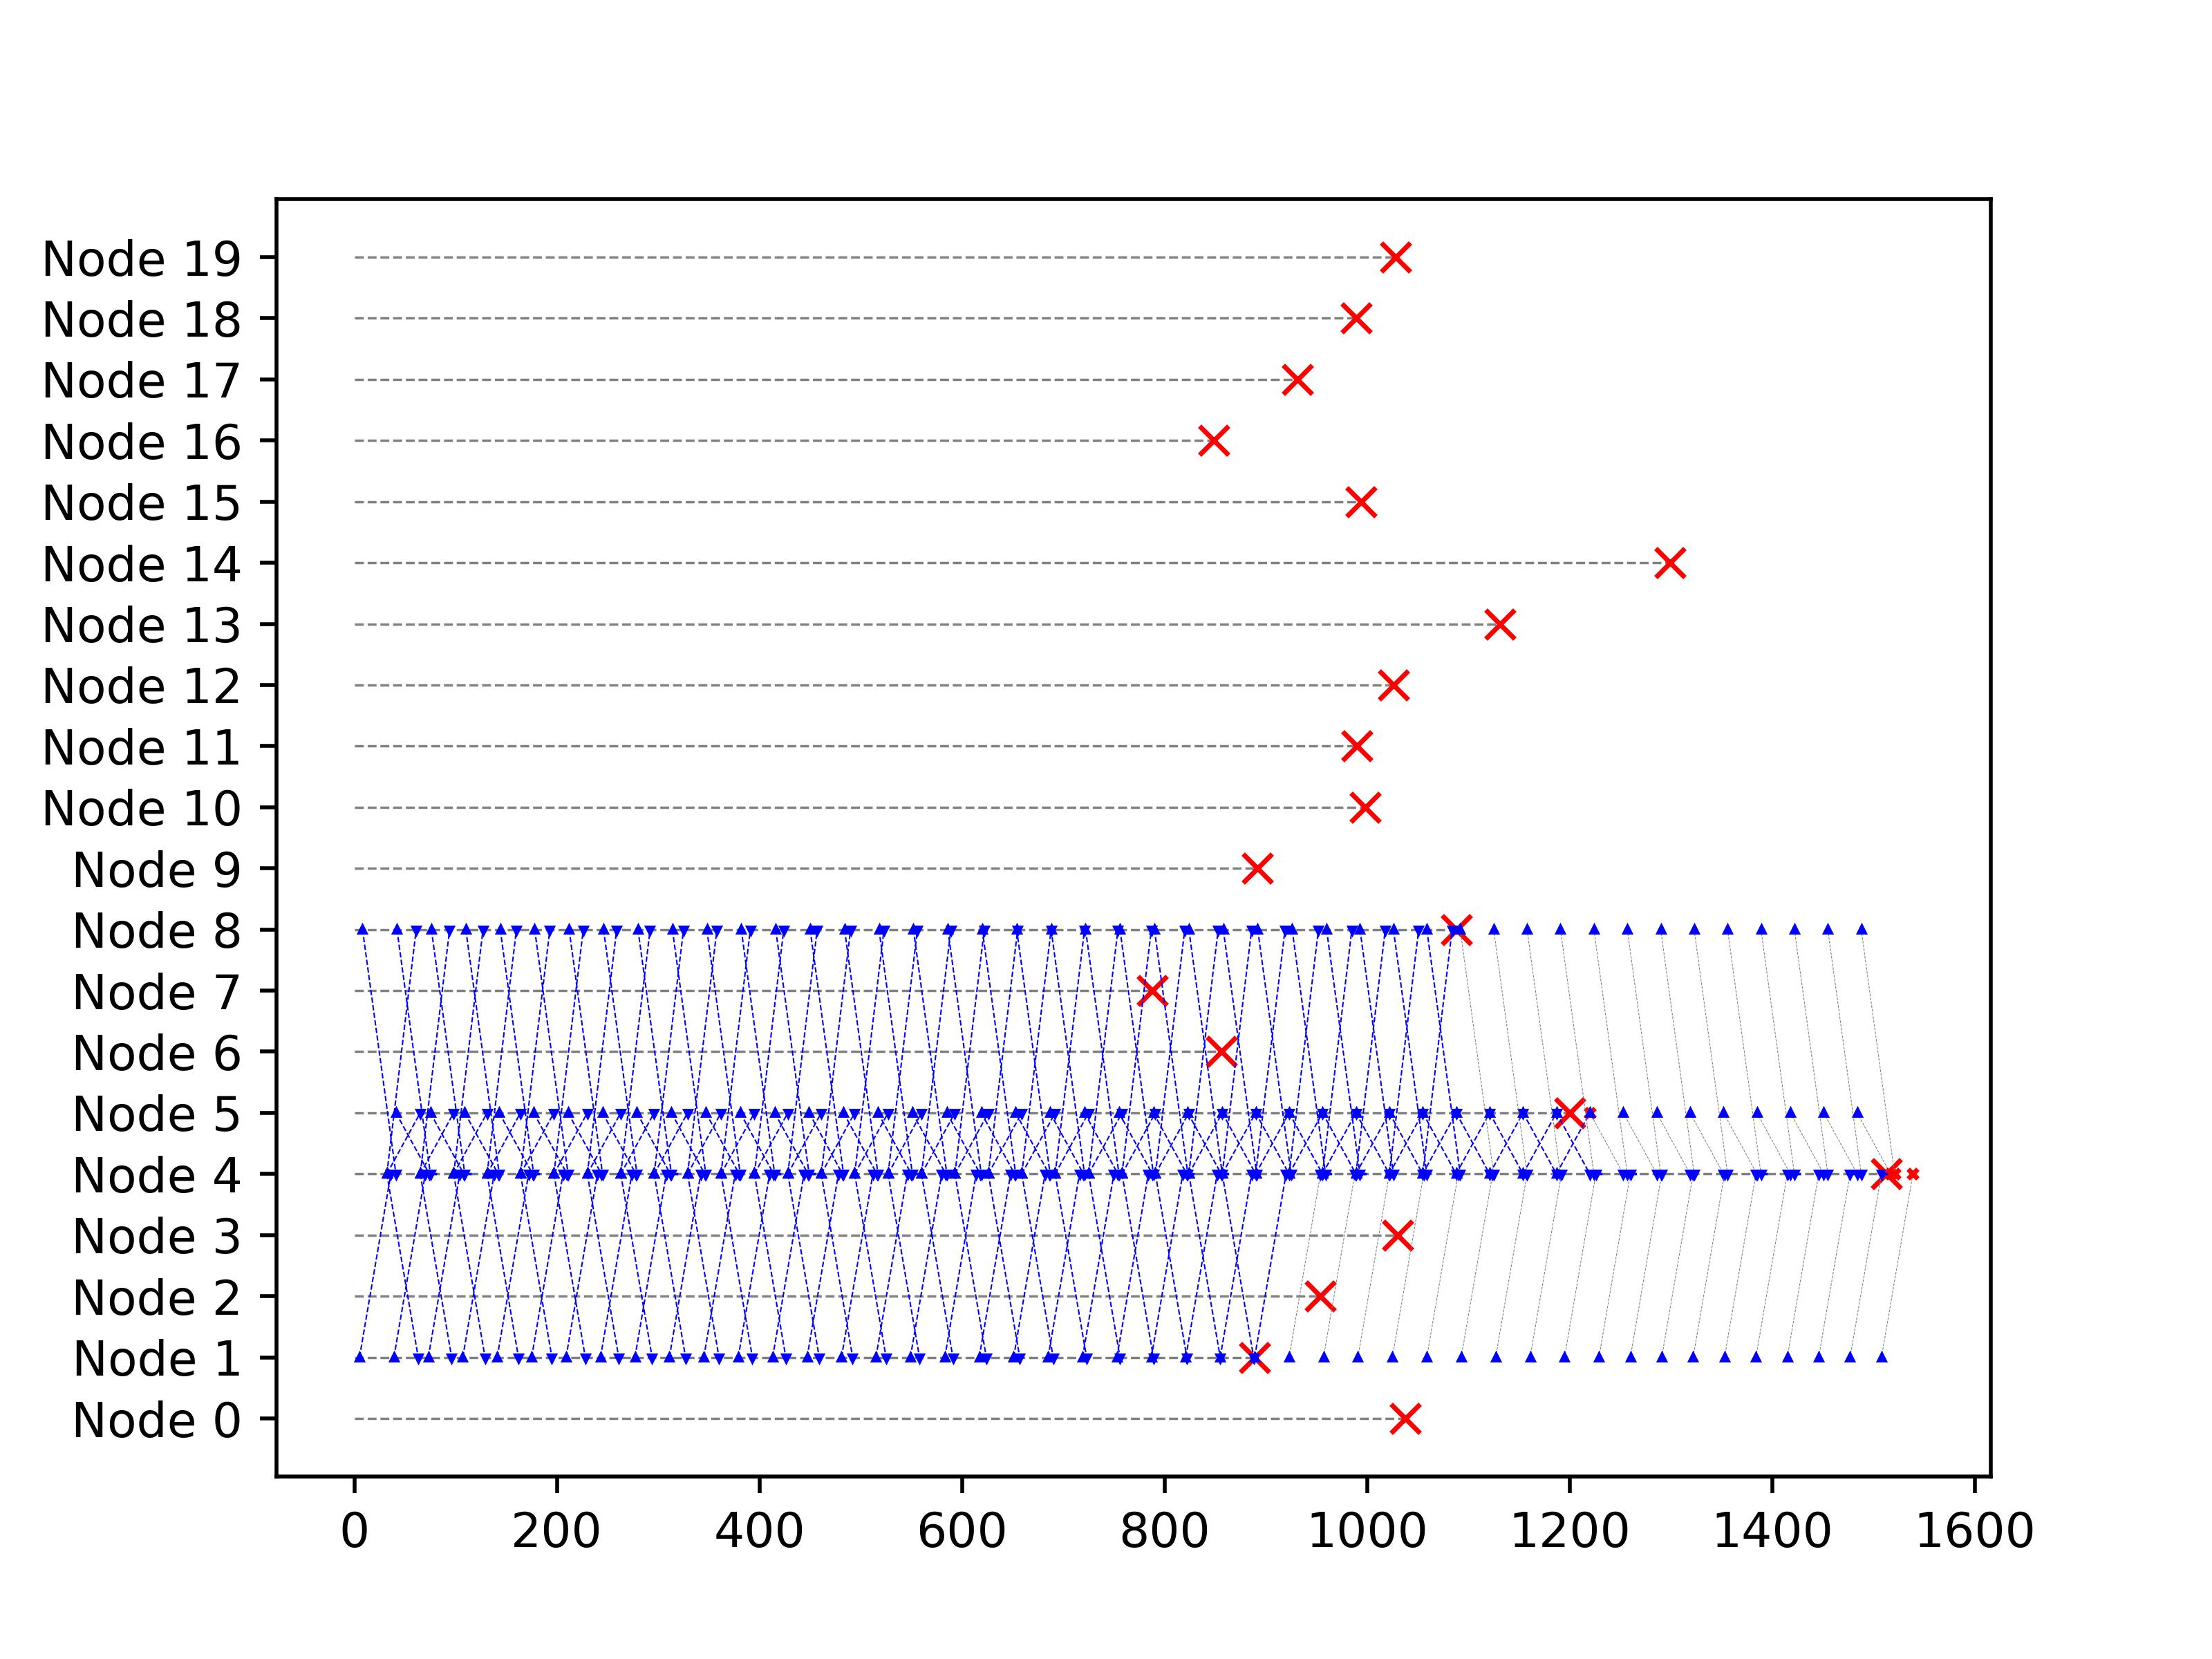 Node 19
Node 18
Node 17
Node 16
Node 15
Node 14
Node 13
Node 12
Node 11
Node 10
Node 9
Node 8
Node 7
Node 6
Node 5
Node 4
Node 3
Node 2
Node 1
Node 0
0 200 400 600 800 1000 1200 1400 1600